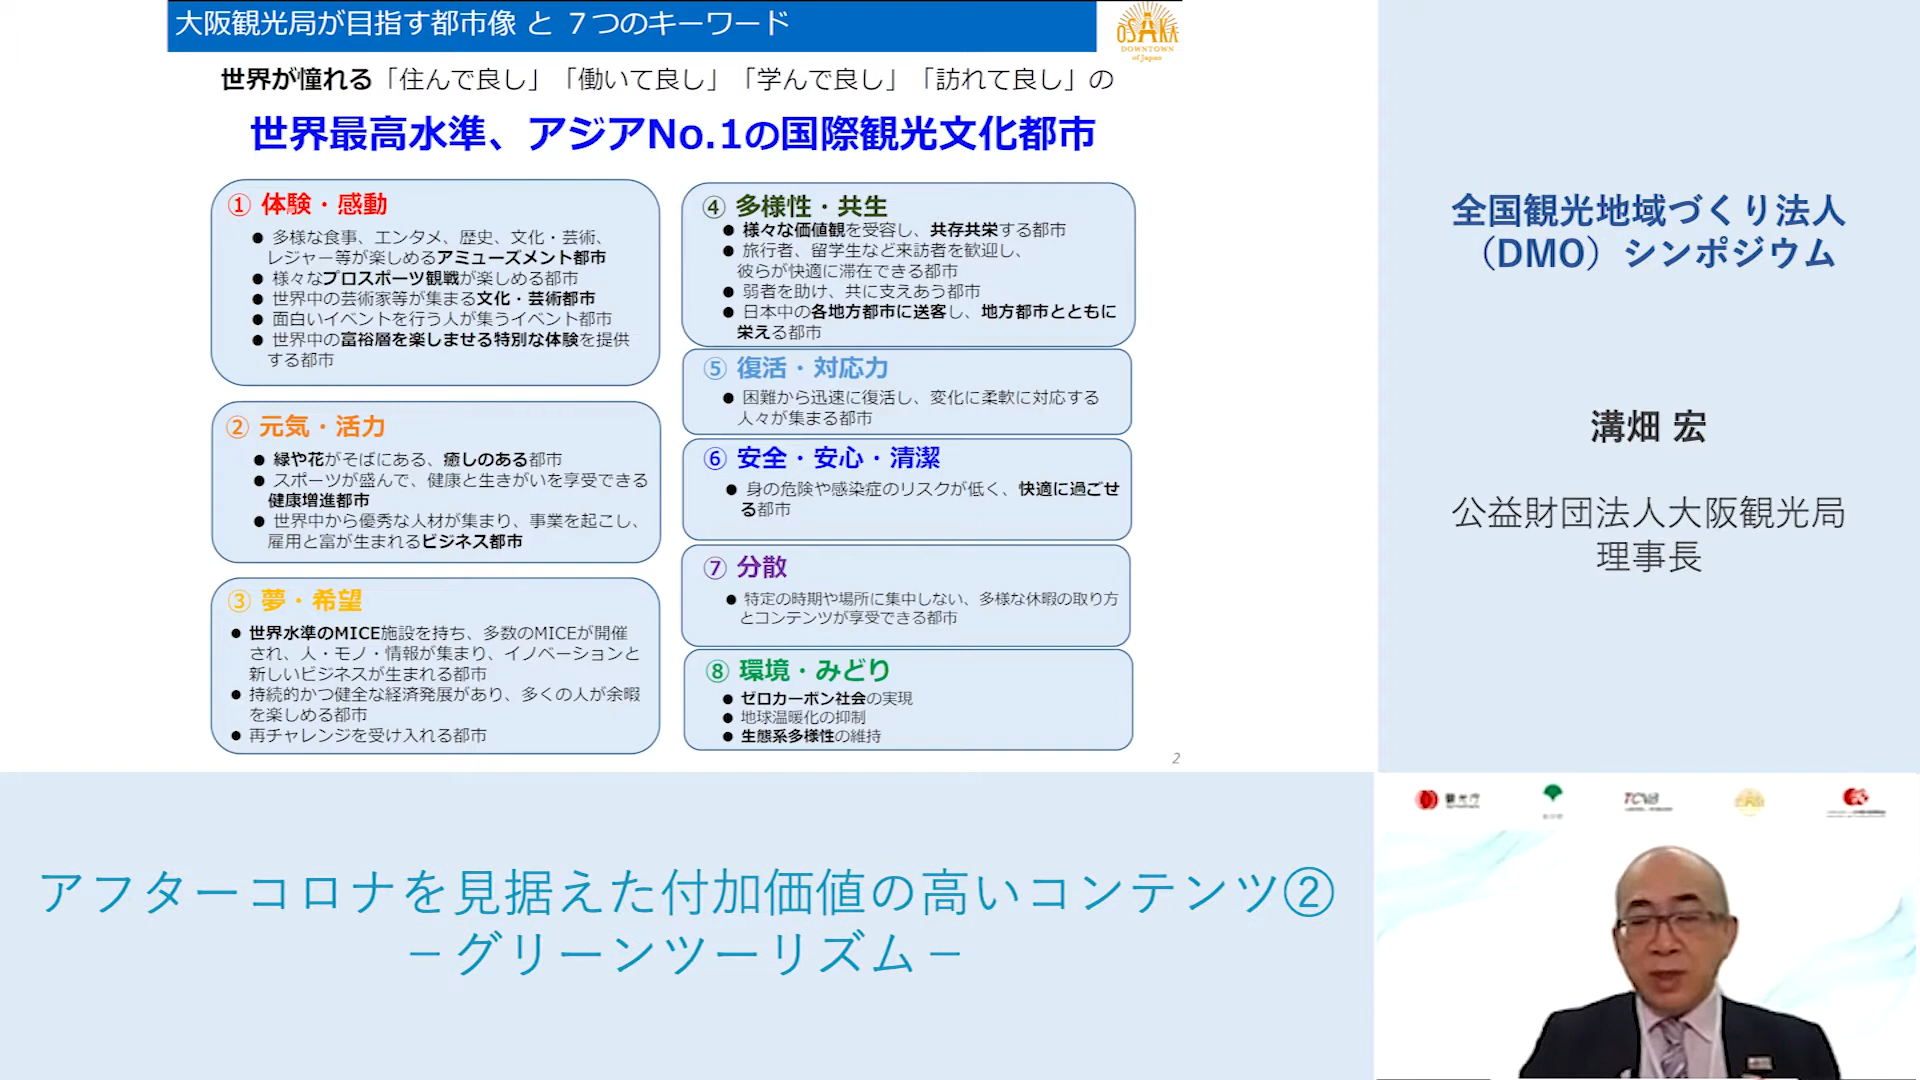 大阪観光局が目指す都市像 と ７つのキーワード
OSAKA
DOWNTOWN
of Japan
世界が憧れる「住んで良し」「働いて良し」「学んで良し」「訪れて良し」の
世界最高水準、アジアNo.1の国際観光文化都市
① 体験・感動
● 多様な食事、エンタメ、歴史、文化・芸術、
レジャー等が楽しめるアミューズメント都市
● 様々なプロスポーツ観戦が楽しめる都市
● 世界中の芸術家等が集まる文化・芸術都市
● 面白いイベントを行う人が集うイベント都市
● 世界中の富裕層を楽しませる特別な体験を提供
する都市
② 元気・活力
● 緑や花がそばにある、癒しのある都市
● スポーツが盛んで、健康と生きがいを享受できる
健康増進都市
● 世界中から優秀な人材が集まり、事業を起こし、
雇用と富が生まれるビジネス都市
③ 夢・希望
● 世界水準のMICE施設を持ち、多数のMICEが開催
され、人・モノ・情報が集まり、イノベーションと
新しいビジネスが生まれる都市
● 持続的かつ健全な経済発展があり、多くの人が余暇
を楽しめる都市
● 再チャレンジを受け入れる都市
④ 多様性・共生
● 様々な価値観を受容し、共存共栄する都市
● 旅行者、留学生など来訪者を歓迎し、
彼らが快適に滞在できる都市
● 弱者を助け、共に支えあう都市
● 日本中の各地方都市に送客し、地方都市とともに
栄える都市
⑤ 復活・対応力
● 困難から迅速に復活し、変化に柔軟に対応する
人々が集まる都市
⑥ 安全・安心・清潔
● 身の危険や感染症のリスクが低く、快適に過ごせ
る都市
⑦ 分散
● 特定の時期や場所に集中しない、多様な休暇の取り方
とコンテンツが享受できる都市
⑧ 環境・みどり
● ゼロカーボン社会の実現
● 地球温暖化の抑制
● 生態系多様性の維持
2
全国観光地域づくり法人
（DMO）シンポジウム
溝畑 宏
公益財団法人大阪観光局
理事長
アフターコロナを見据えた付加価値の高いコンテンツ②
－グリーンツーリズム－
観光庁
TCVB